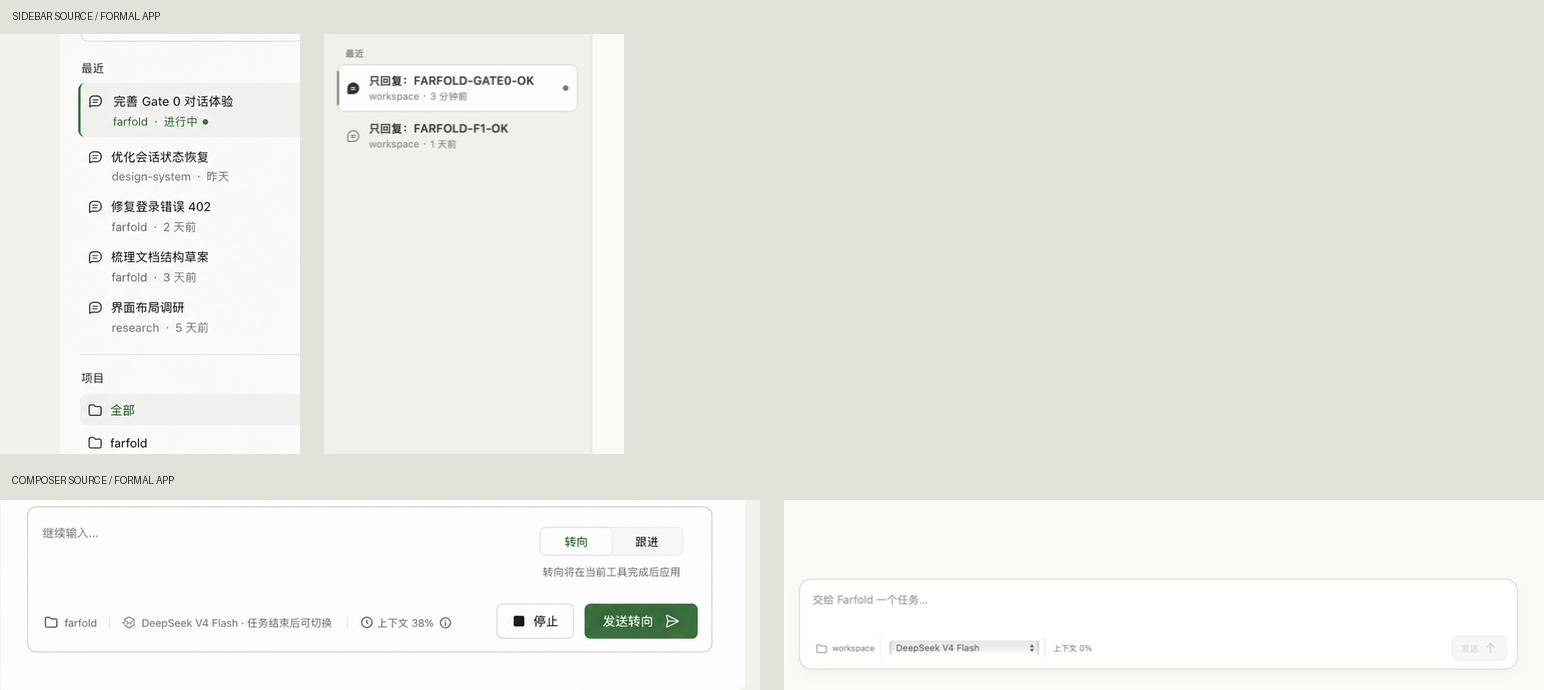 SIDEBAR SOURCE / FORMAL APP
最近
完善 Gate 0 对话体验
farfold · 进行中
优化会话状态恢复
design-system · 昨天
修复登录错误 402
farfold · 2 天前
梳理文档结构草案
farfold · 3 天前
界面布局调研
research · 5 天前
项目
全部
farfold
最近
只回复：FARFOLD-GATE0-OK
workspace · 3 分钟前
只回复：FARFOLD-F1-OK
workspace · 1 天前
COMPOSER SOURCE / FORMAL APP
继续输入...
转向 跟进
转向将在当前工具完成后应用
farfold DeepSeek V4 Flash · 任务结束后可切换 上下文 38% 停止 发送转向
交给 Farfold 一个任务...
workspace DeepSeek V4 Flash 上下文 0% 发送